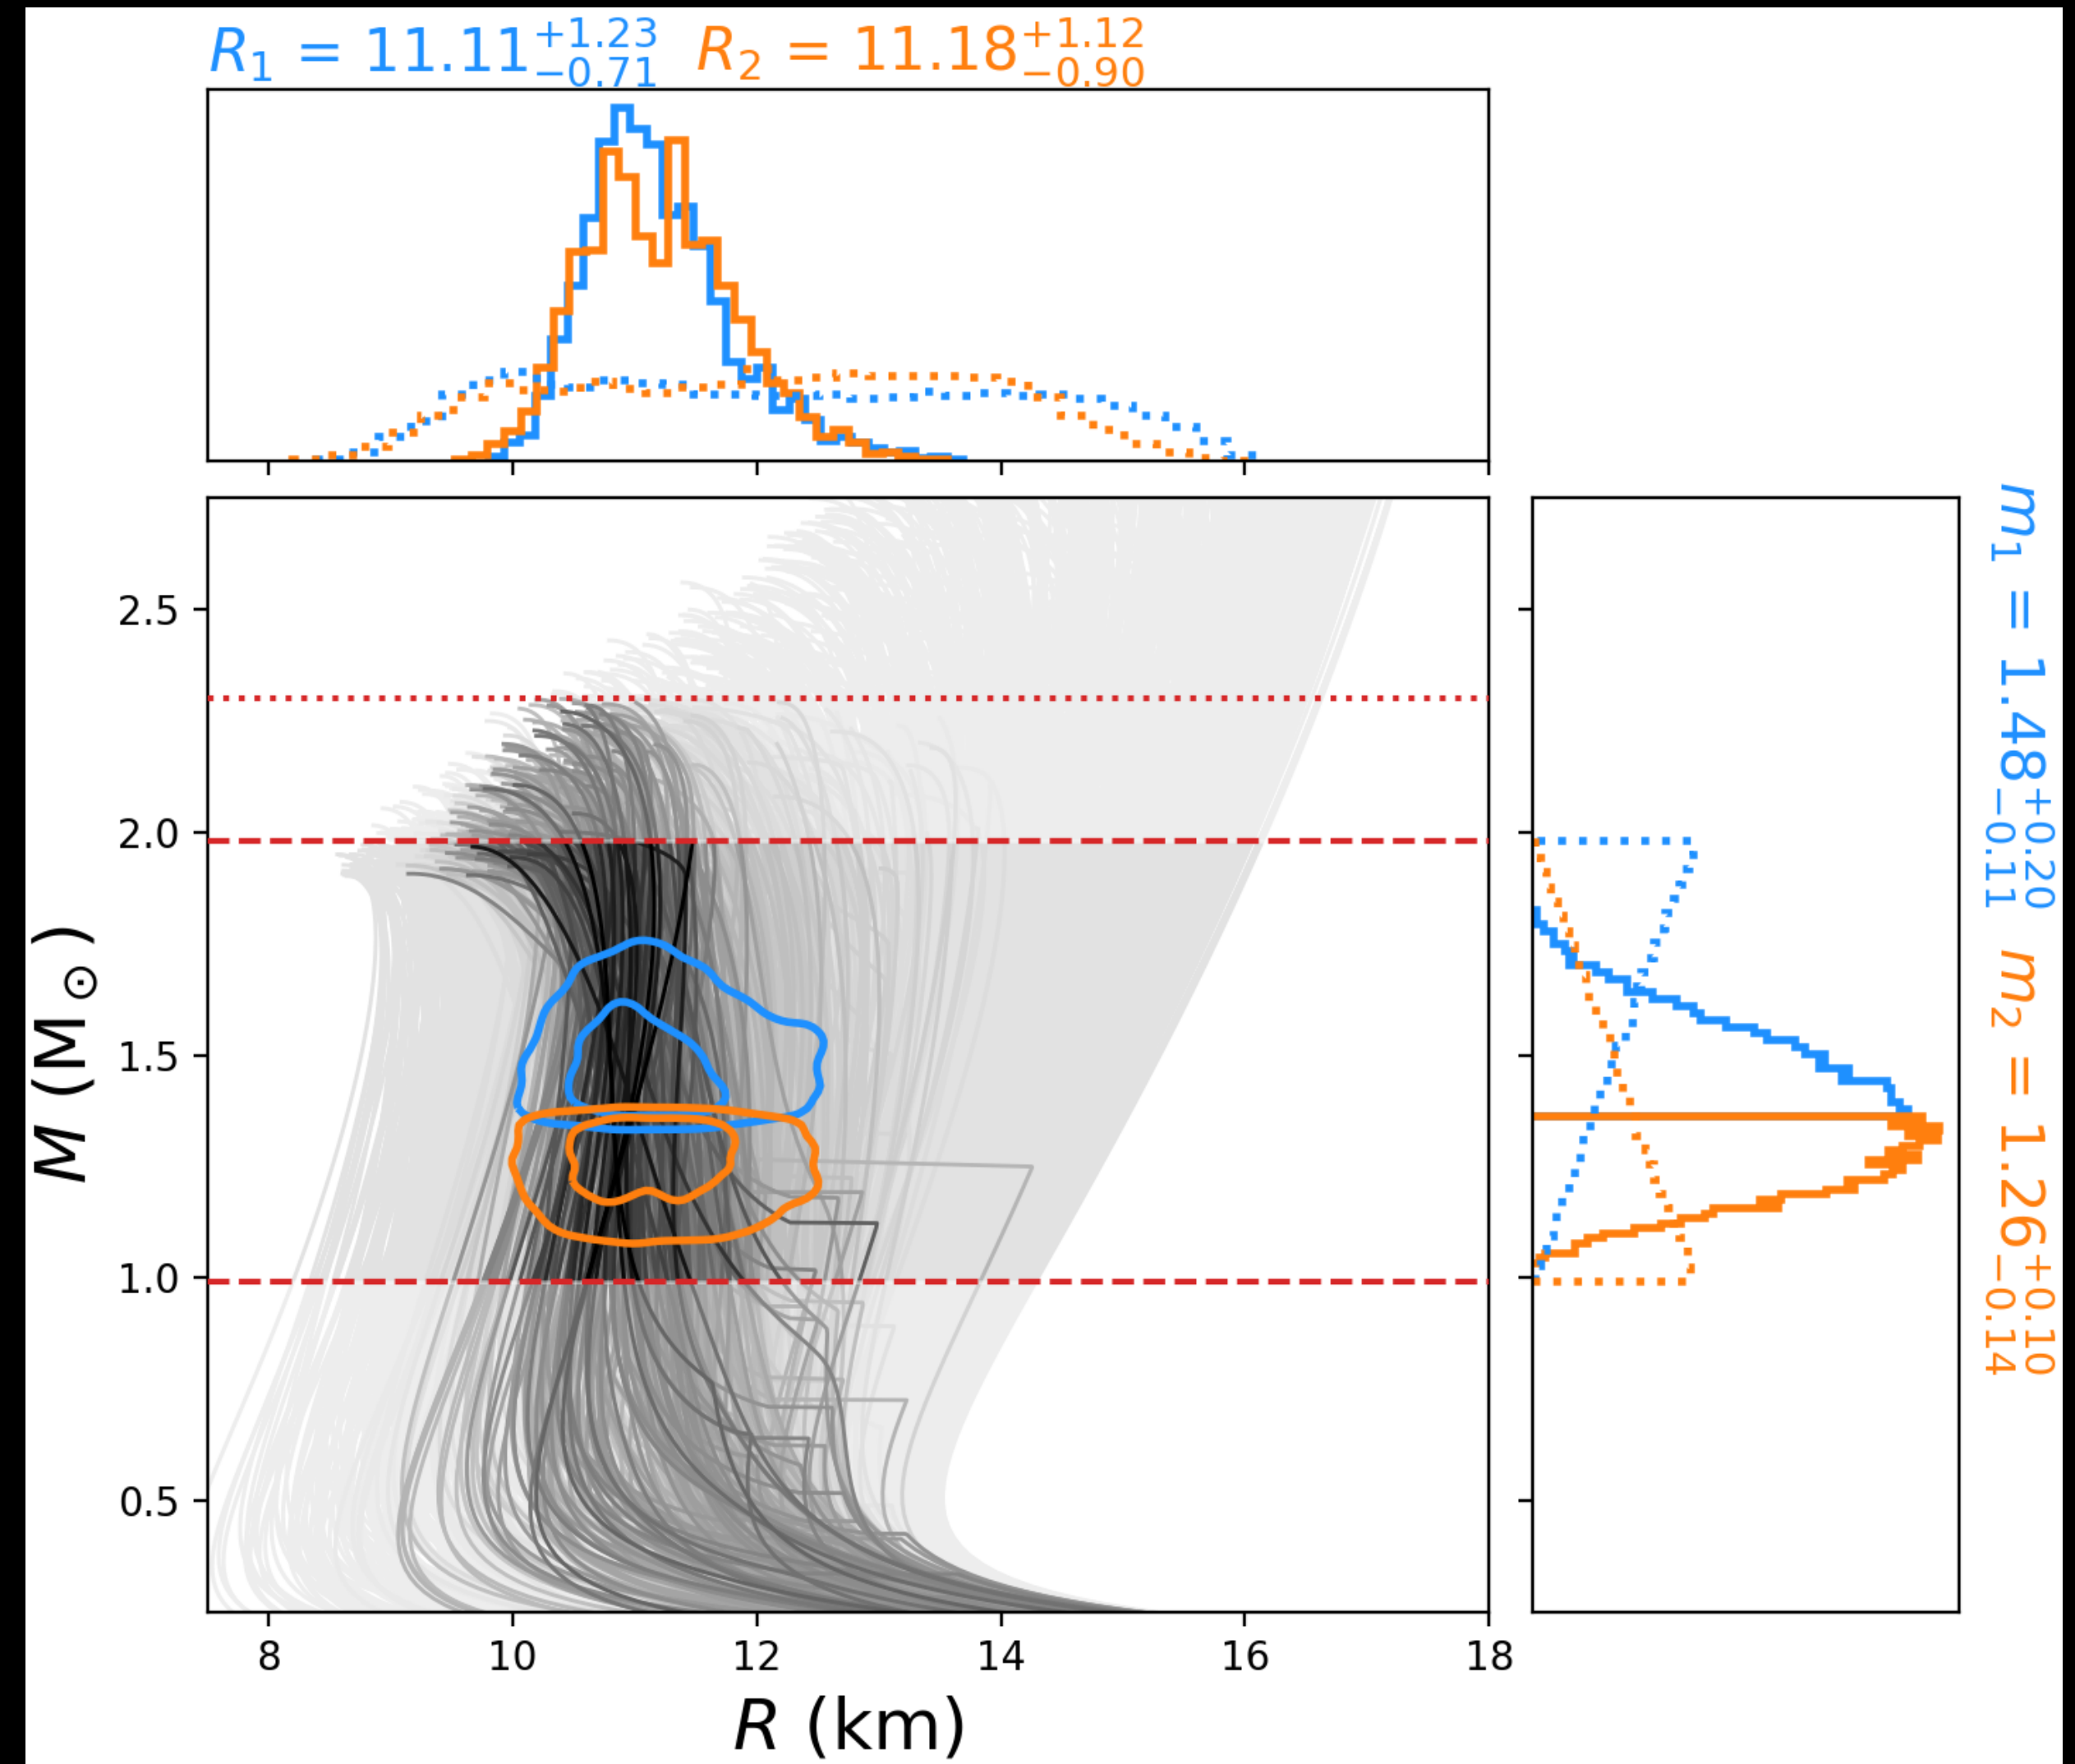 R₁ = 11.11⁺¹·²³₋₀.₇₁ R₂ = 11.18⁺¹·¹²₋₀.₉₀
2.5
2.0
1.5
1.0
0.5
M (M⊙)
8 10 12 14 16 18
R (km)
m₁ = 1.48⁺⁰·²⁰₋₀.₁₁ m₂ = 1.26⁺⁰·¹⁰₋₀.₁₄